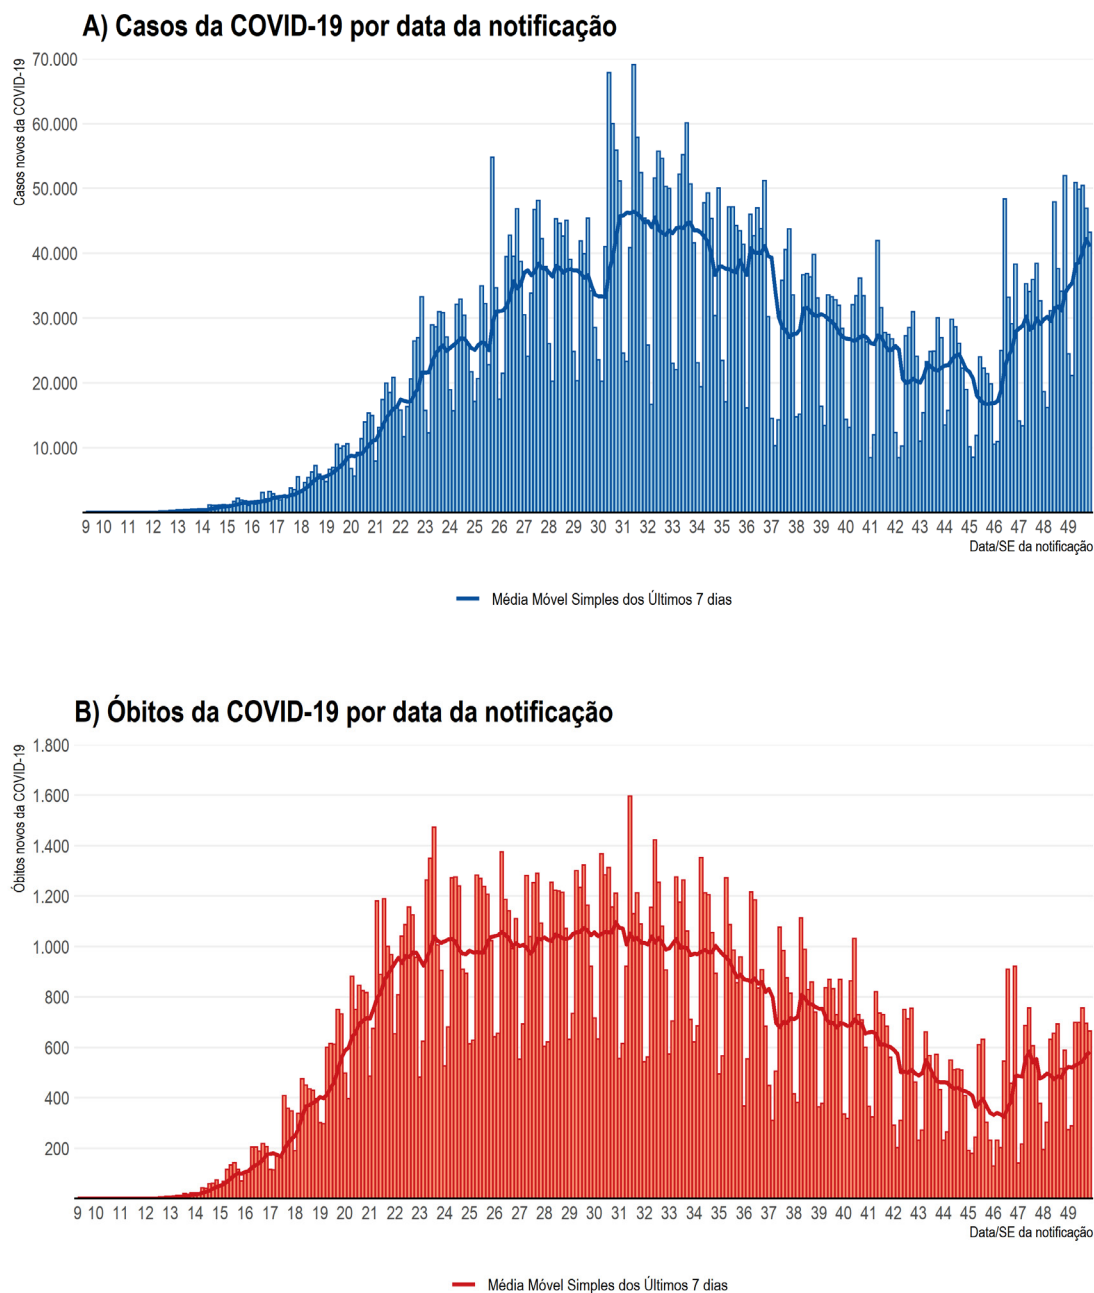 A) Casos da COVID-19 por data da notificação
Casos novos da COVID-19
70.000
60.000
50.000
40.000
30.000
20.000
10.000
9 10 11 12 13 14 15 16 17 18 19 20 21 22 23 24 25 26 27 28 29 30 31 32 33 34 35 36 37 38 39 40 41 42 43 44 45 46 47 48 49
Data/SE da notificação
Média Móvel Simples dos Últimos 7 dias
B) Óbitos da COVID-19 por data da notificação
Óbitos novos da COVID-19
1.800
1.600
1.400
1.200
1.000
800
600
400
200
9 10 11 12 13 14 15 16 17 18 19 20 21 22 23 24 25 26 27 28 29 30 31 32 33 34 35 36 37 38 39 40 41 42 43 44 45 46 47 48 49
Data/SE da notificação
Média Móvel Simples dos Últimos 7 dias